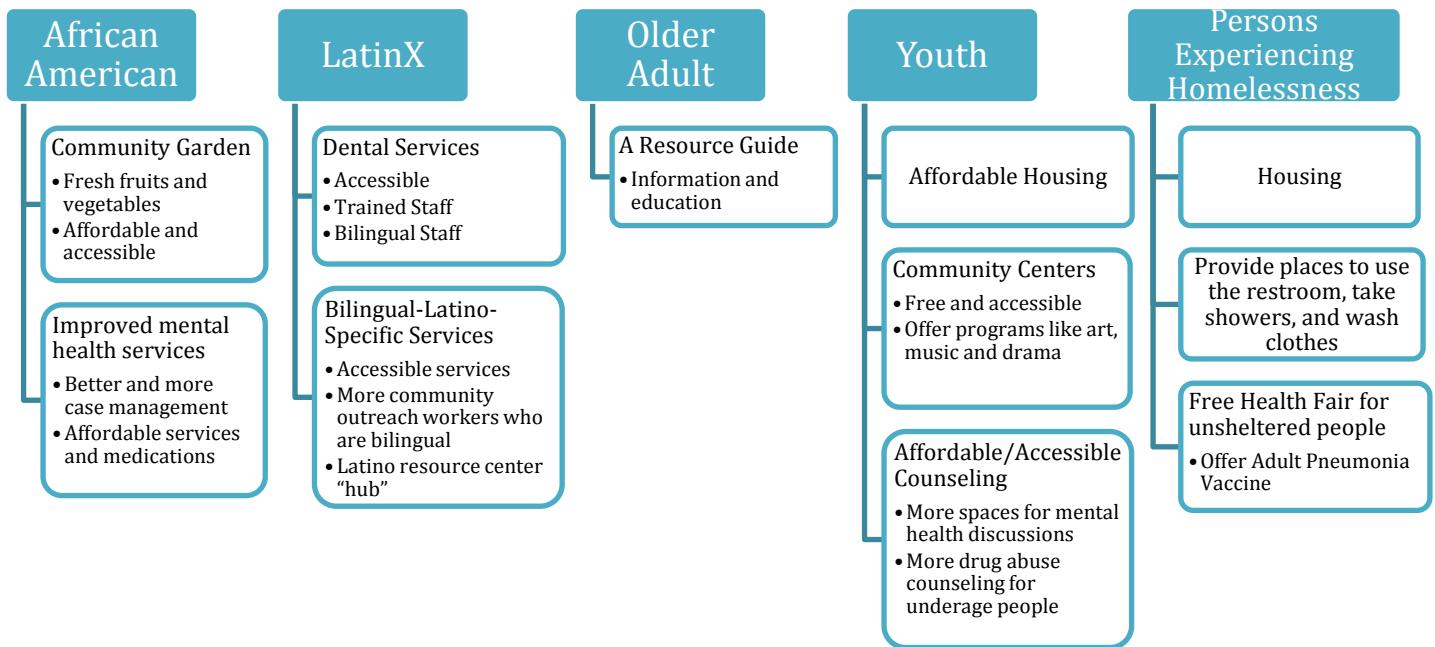 African
American
Community Garden
• Fresh fruits and
vegetables
• Affordable and
accessible
Improved mental
health services
• Better and more
case management
• Affordable services
and medications
LatinX
Dental Services
• Accessible
• Trained Staff
• Bilingual Staff
Bilingual-Latino-
Specific Services
• Accessible services
• More community
outreach workers who
are bilingual
• Latino resource center
“hub”
Older
Adult
A Resource Guide
• Information and
education
Youth
Affordable Housing
Community Centers
• Free and accessible
• Offer programs like art,
music and drama
Affordable/Accessible
Counseling
• More spaces for mental
health discussions
• More drug abuse
counseling for
underage people
Persons
Experiencing
Homelessness
Housing
Provide places to use
the restroom, take
showers, and wash
clothes
Free Health Fair for
unsheltered people
• Offer Adult Pneumonia
Vaccine